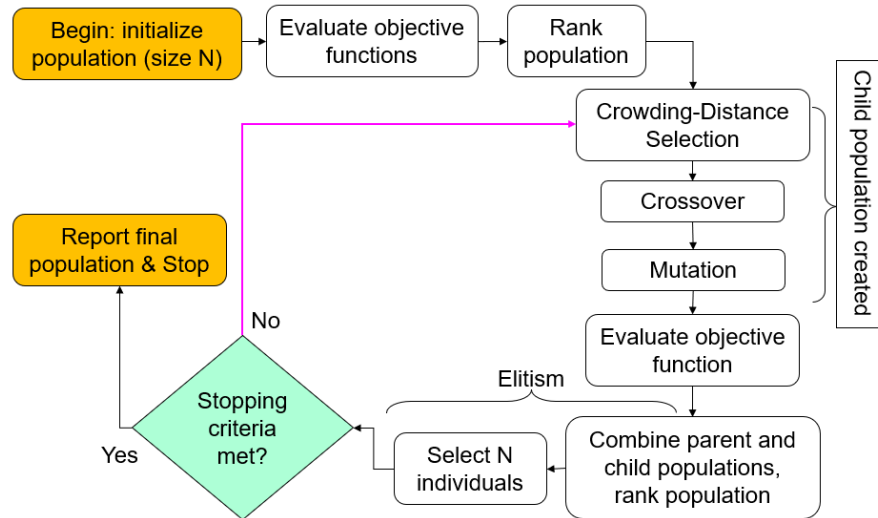 Begin: initialize
population (size N)
Evaluate objective
functions
Rank
population
Crowding-Distance
Selection
Crossover
Mutation
Child population created
Evaluate objective
function
Combine parent and
child populations,
rank population
Elitism
Select N
individuals
Stopping
criteria
met?
No
Yes
Report final
population & Stop